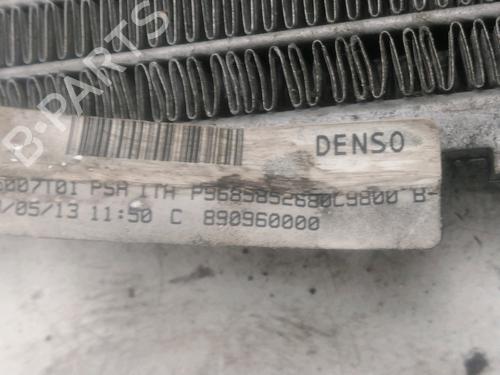 B-PARTS
DENSO
6007T01 PSA ITA P9685852680C9800 B-
/05/13 11:50 C 890960000